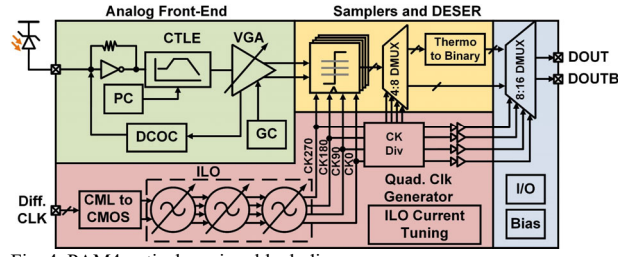 Analog Front-End
Samplers and DESER
CTLE
VGA
PC
DCOC
GC
4:8 DMUX
Thermo
to Binary
8:16 DMUX
DOUT
DOUTB
CK270
CK180
CK90
CK0
CK
Div
Quad. Clk
Generator
ILO Current
Tuning
I/O
Bias
ILO
Diff.
CLK
CML to
CMOS